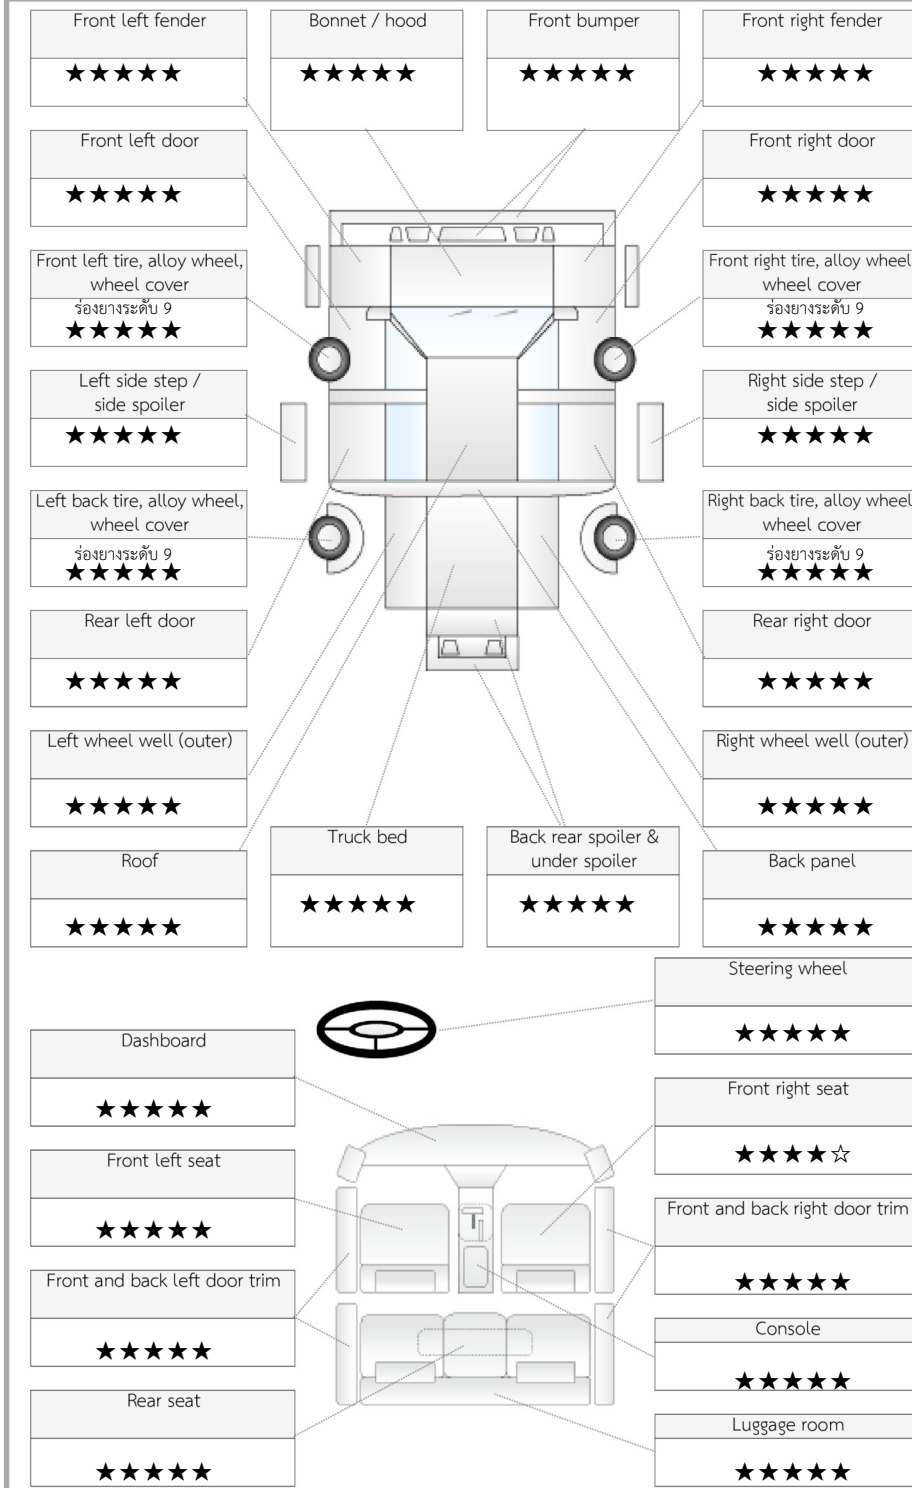 Front left fender
★★★★★
Bonnet / hood
★★★★★
Front bumper
★★★★★
Front right fender
★★★★★
Front left door
★★★★★
Front right door
★★★★★
Front left tire, alloy wheel,
wheel cover
ร่องยางระดับ 9
★★★★★
Front right tire, alloy wheel
wheel cover
ร่องยางระดับ 9
★★★★★
Left side step /
side spoiler
★★★★★
Right side step /
side spoiler
★★★★★
Left back tire, alloy wheel,
wheel cover
ร่องยางระดับ 9
★★★★★
Right back tire, alloy wheel
wheel cover
ร่องยางระดับ 9
★★★★★
Rear left door
★★★★★
Rear right door
★★★★★
Left wheel well (outer)
★★★★★
Right wheel well (outer)
★★★★★
Roof
★★★★★
Truck bed
★★★★★
Back rear spoiler &
under spoiler
★★★★★
Back panel
★★★★★
Steering wheel
★★★★★
Dashboard
★★★★★
Front right seat
★★★★☆
Front left seat
★★★★★
Front and back right door trim
★★★★★
Front and back left door trim
★★★★★
Console
★★★★★
Rear seat
★★★★★
Luggage room
★★★★★